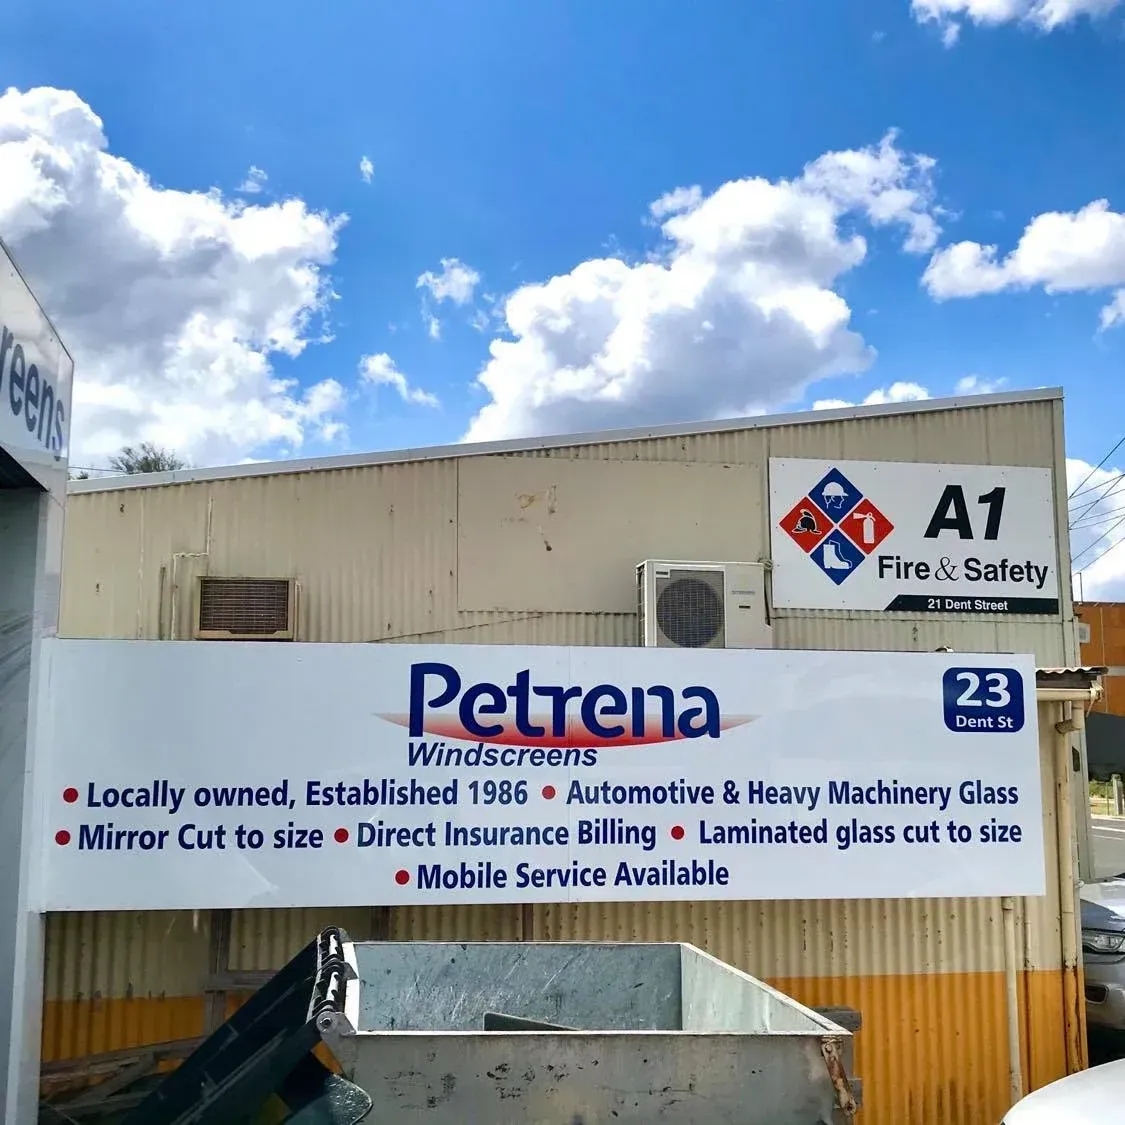 reens
A1
Fire & Safety
21 Dent Street
Petrena
Windscreens
23
Dent St
• Locally owned, Established 1986 • Automotive & Heavy Machinery Glass
• Mirror Cut to size • Direct Insurance Billing • Laminated glass cut to size
• Mobile Service Available